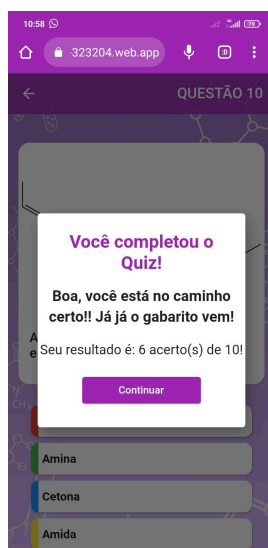 10:58
323204.web.app
:D
QUESTÃO 10
Você completou o
Quiz!
Boa, você está no caminho
certo!! Já já o gabarito vem!
Seu resultado é: 6 acerto(s) de 10!
Continuar
A
e
CH
Amina
Cetona
Amida